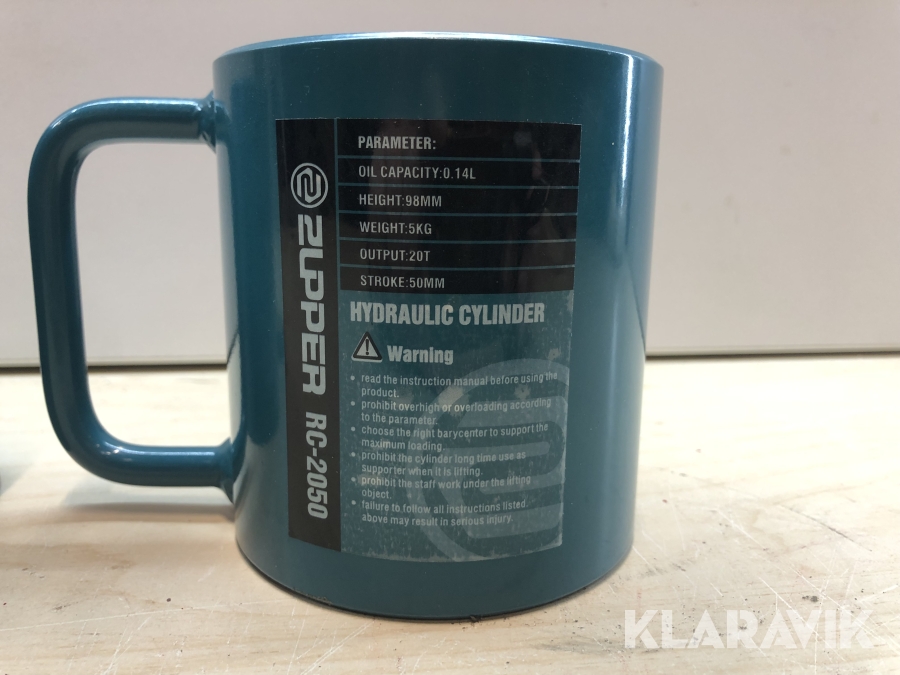 PARAMETER:
OIL CAPACITY:0.14L
HEIGHT:98MM
WEIGHT:5KG
OUTPUT:20T
STROKE:50MM
2UPPER RC-2050
HYDRAULIC CYLINDER
Warning
• read the instruction manual before using the
product.
• prohibit overhigh or overloading according
to the parameter.
• choose the right barycenter to support the
maximum loading.
• prohibit the cylinder long time use as
supporter when it is lifting.
• prohibit the staff work under the lifting
object.
• failure to follow all instructions listed
above may result in serious injury.
KLARAVIK